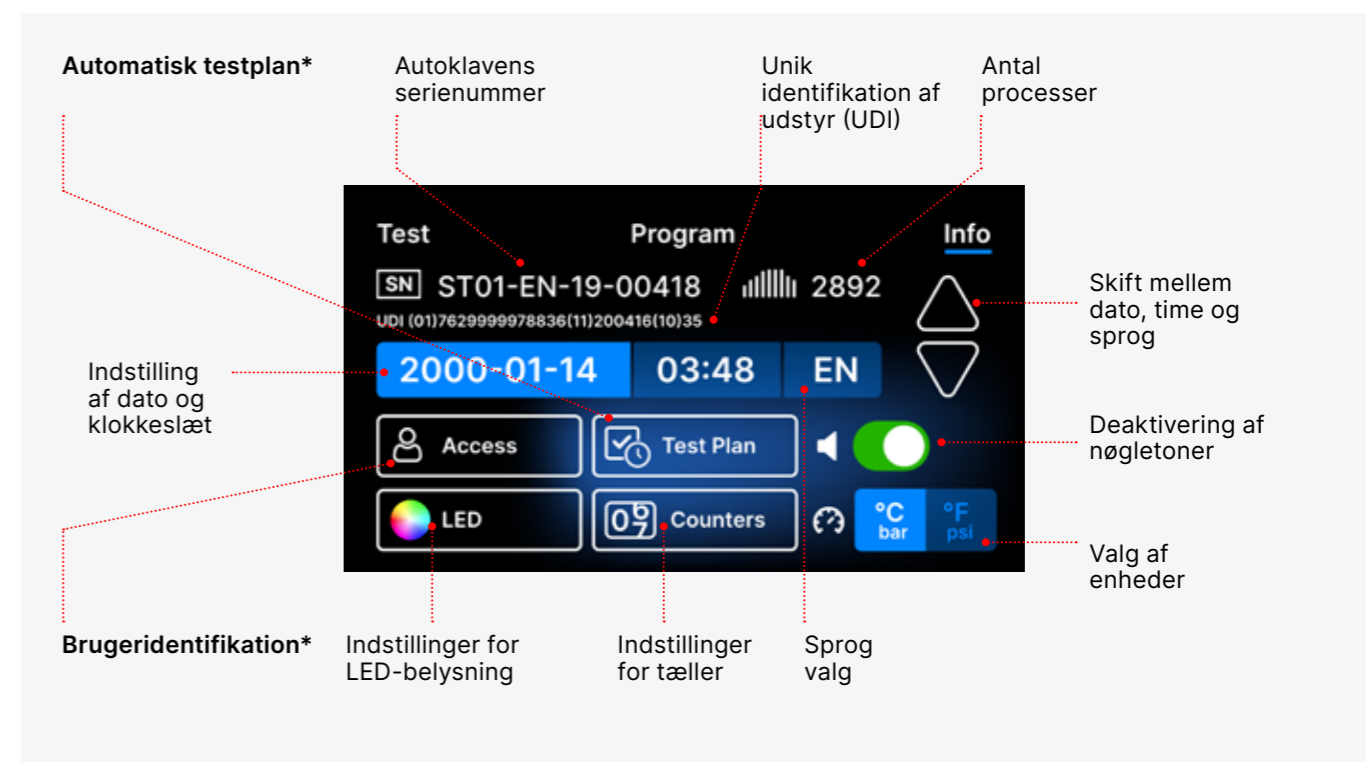 Automatisk testplan*
Autoklavens
serienummer
Unik
identifikation af
udstyr (UDI)
Antal
processer
Test
Program
Info
SN ST01-EN-19-00418
2892
UDI (01)7629999978836(11)200416(10)35
Skift mellem
dato, time og
sprog
Indstilling
af dato og
klokkeslæt
2000-01-14
03:48
EN
Access
Test Plan
Deaktivering af
nøgletoner
LED
Counters
°C
bar
°F
psi
Valg af
enheder
Brugeridentifikation*
Indstillinger for
LED-belysning
Indstillinger
for tæller
Sprog
valg